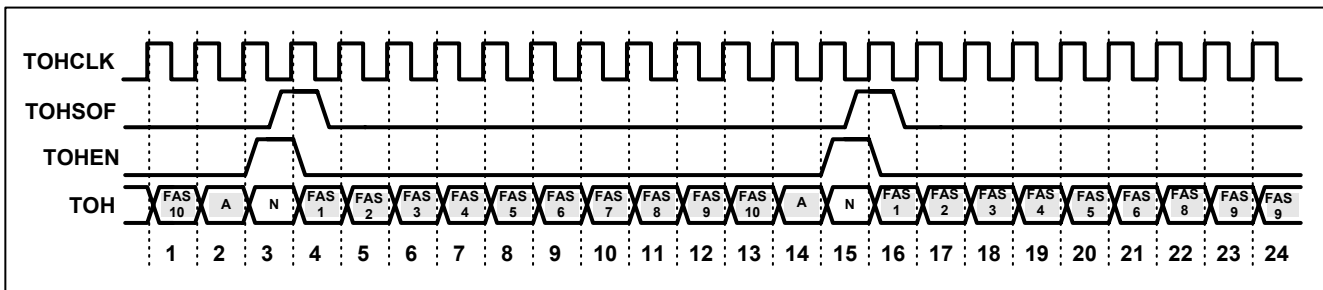 TOHCLK
TOHSOF
TOHEN
TOH FAS 10 A N FAS 1 FAS 2 FAS 3 FAS 4 FAS 5 FAS 6 FAS 7 FAS 8 FAS 9 FAS 10 A N FAS 1 FAS 2 FAS 3 FAS 4 FAS 5 FAS 6 FAS 8 FAS 9 FAS 9
1 2 3 4 5 6 7 8 9 10 11 12 13 14 15 16 17 18 19 20 21 22 23 24